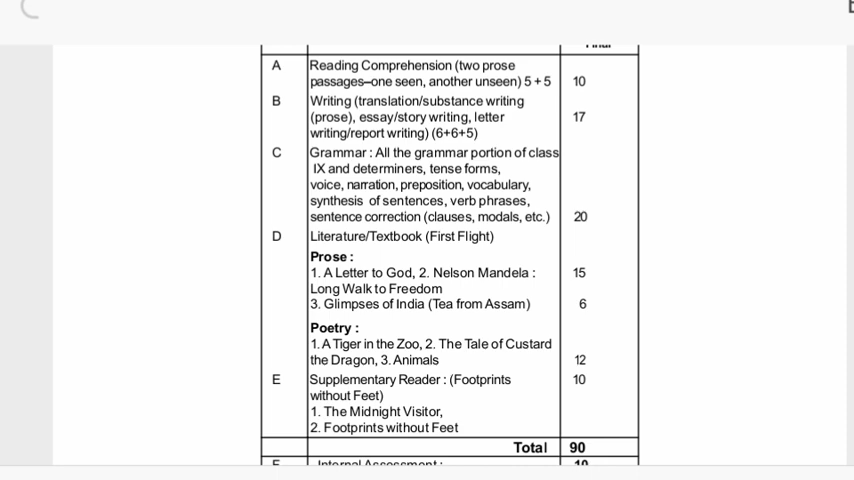 Final
A Reading Comprehension (two prose
passages–one seen, another unseen) 5 + 5 10
B Writing (translation/substance writing
(prose), essay/story writing, letter 17
writing/report writing) (6+6+5)
C Grammar : All the grammar portion of class
IX and determiners, tense forms,
voice, narration, preposition, vocabulary,
synthesis of sentences, verb phrases,
sentence correction (clauses, modals, etc.) 20
D Literature/Textbook (First Flight)
Prose :
1. A Letter to God, 2. Nelson Mandela : 15
Long Walk to Freedom
3. Glimpses of India (Tea from Assam) 6
Poetry :
1. A Tiger in the Zoo, 2. The Tale of Custard
the Dragon, 3. Animals 12
E Supplementary Reader : (Footprints 10
without Feet)
1. The Midnight Visitor,
2. Footprints without Feet
Total 90
F Internal Assessment : 10